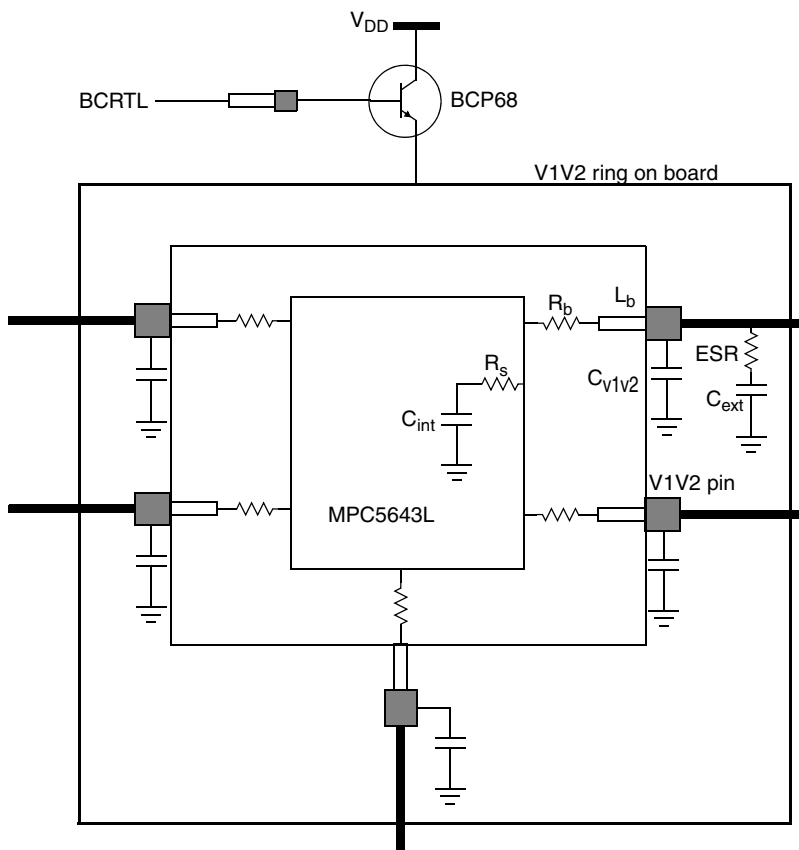 VDD
BCRTL
BCP68
V1V2 ring on board
Rb
Lb
Rs
ESR
Cv1v2
Cext
Cint
V1V2 pin
MPC5643L